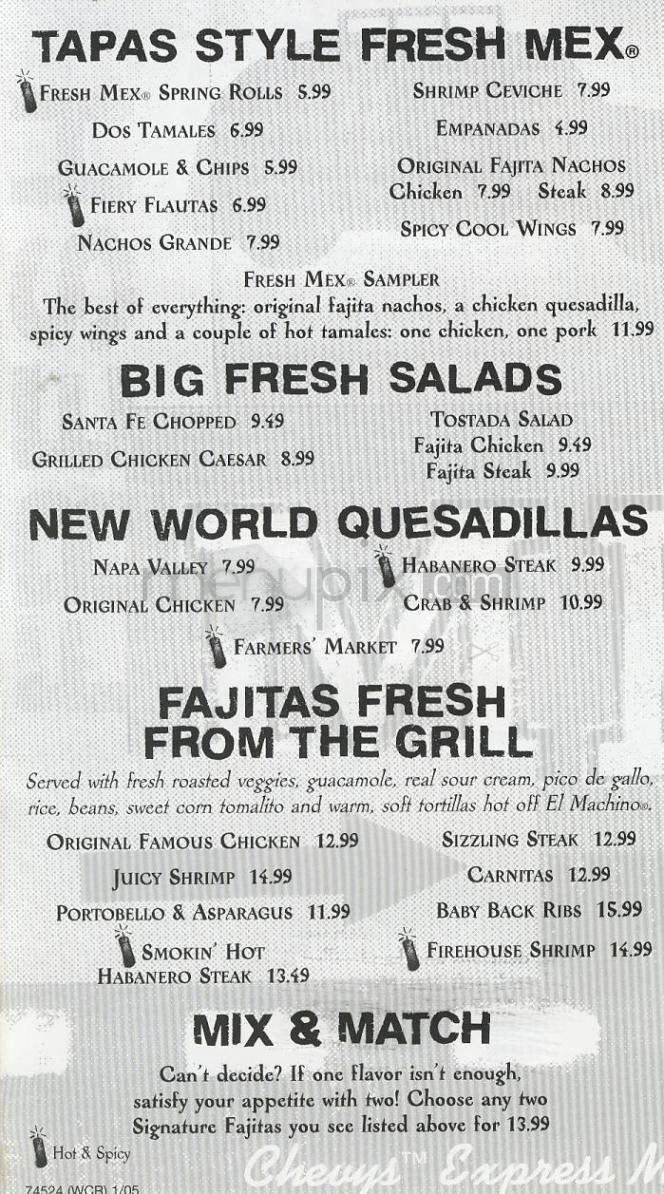 TAPAS STYLE FRESH MEX®
FRESH MEX® SPRING ROLLS 5.99
DOS TAMALES 6.99
GUACAMOLE & CHIPS 5.99
FIERY FLAUTAS 6.99
NACHOS GRANDE 7.99
SHRIMP CEVICHE 7.99
EMPANADAS 4.99
ORIGINAL FAJITA NACHOS
Chicken 7.99 Steak 8.99
SPICY COOL WINGS 7.99
FRESH MEX® SAMPLER
The best of everything: original fajita nachos, a chicken quesadilla,
spicy wings and a couple of hot tamales: one chicken, one pork 11.99
BIG FRESH SALADS
SANTA FE CHOPPED 9.49
GRILLED CHICKEN CAESAR 8.99
TOSTADA SALAD
Fajita Chicken 9.49
Fajita Steak 9.99
NEW WORLD QUESADILLAS
NAPA VALLEY 7.99
ORIGINAL CHICKEN 7.99
HABANERO STEAK 9.99
CRAB & SHRIMP 10.99
FARMERS' MARKET 7.99
menupix.com
FAJITAS FRESH
FROM THE GRILL
Served with fresh roasted veggies, guacamole, real sour cream, pico de gallo,
rice, beans, sweet corn tomalito and warm, soft tortillas hot off El Machino®.
ORIGINAL FAMOUS CHICKEN 12.99
JUICY SHRIMP 14.99
PORTOBELLO & ASPARAGUS 11.99
SMOKIN' HOT
HABANERO STEAK 13.49
SIZZLING STEAK 12.99
CARNITAS 12.99
BABY BACK RIBS 15.99
FIREHOUSE SHRIMP 14.99
MIX & MATCH
Can't decide? If one flavor isn't enough,
satisfy your appetite with two! Choose any two
Signature Fajitas you see listed above for 13.99
Hot & Spicy
Chevys™ Express M
74524 (WCR) 1/05